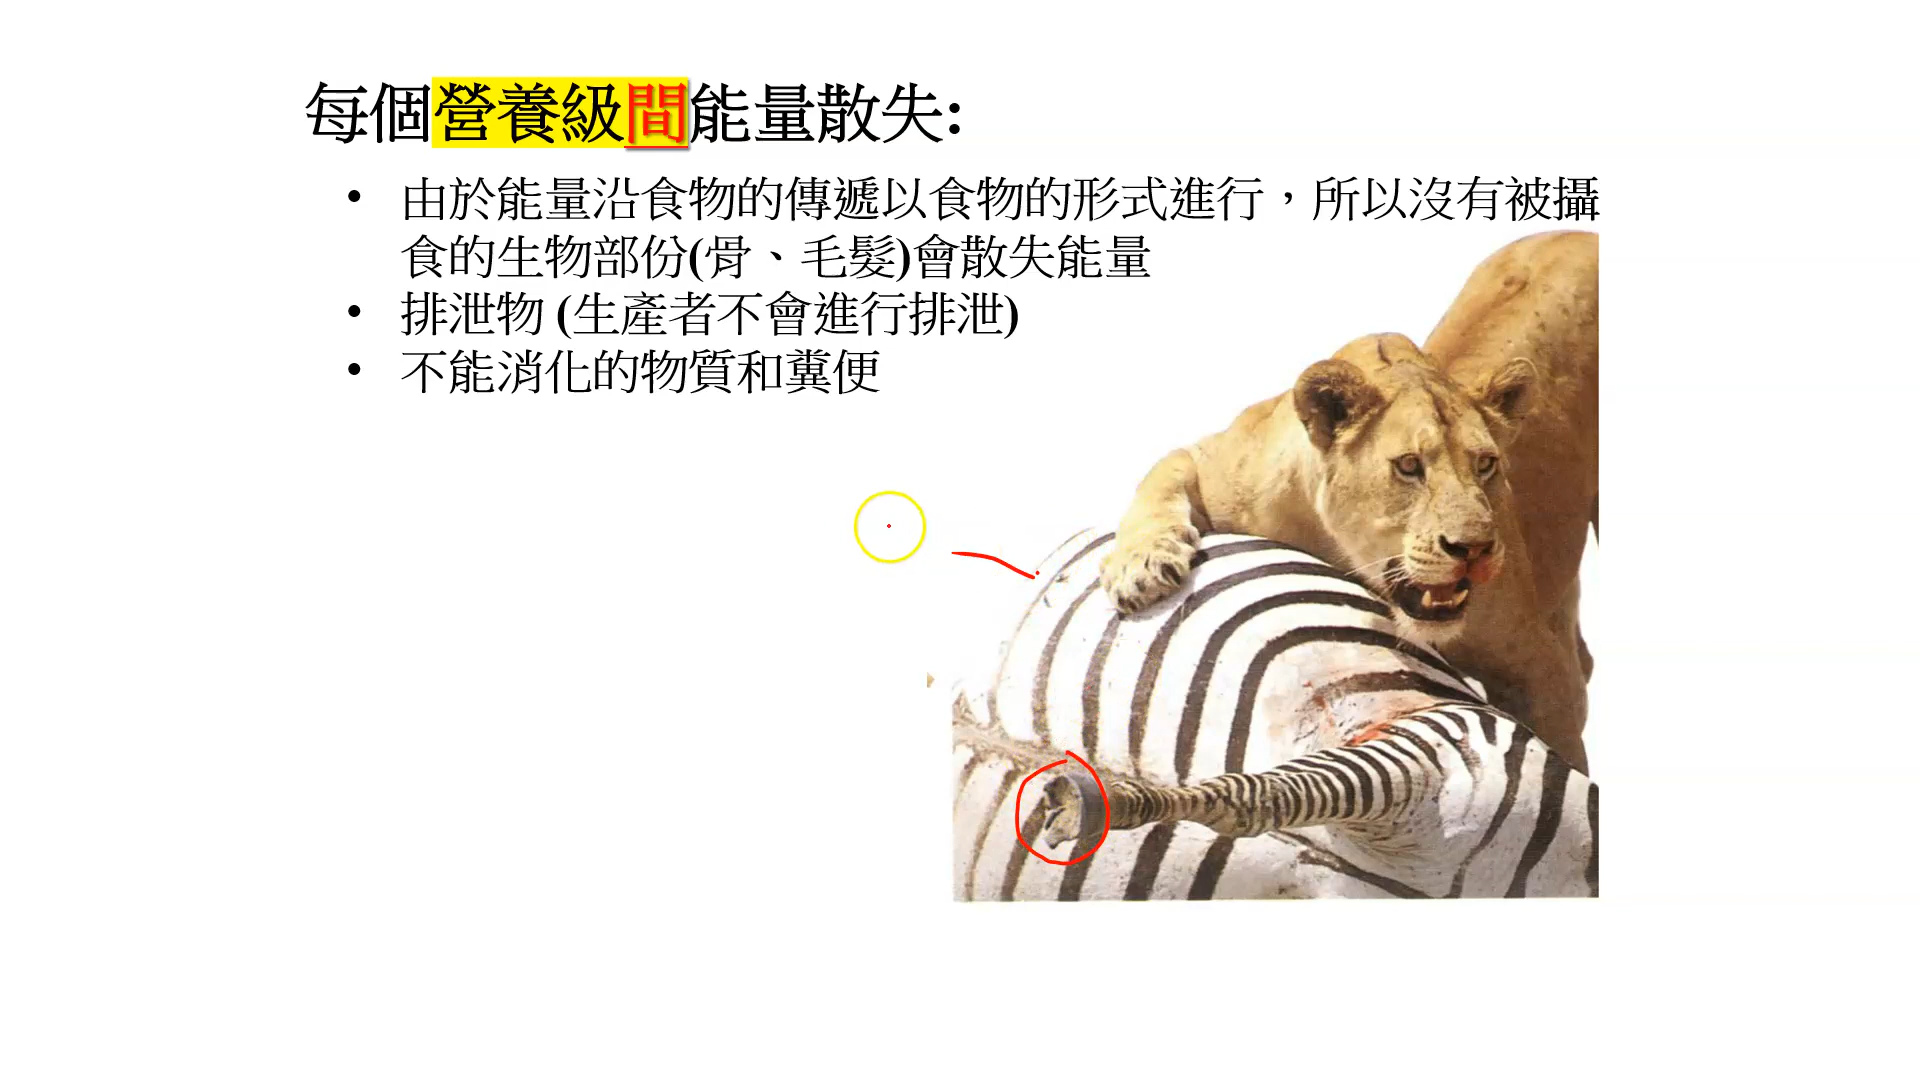 每個營養級間能量散失:
• 由於能量沿食物的傳遞以食物的形式進行，所以沒有被攝
食的生物部份(骨、毛髮)會散失能量
• 排泄物 (生產者不會進行排泄)
• 不能消化的物質和糞便